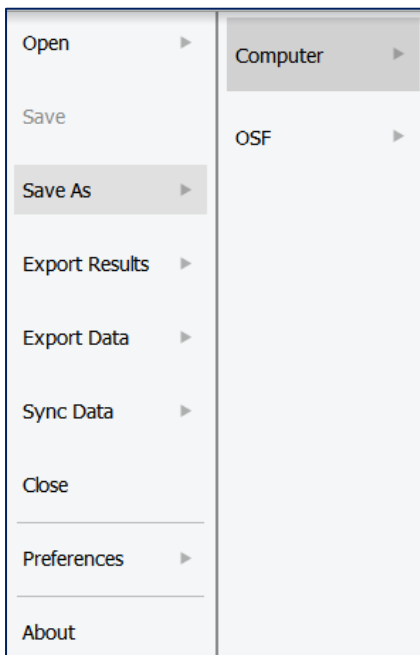 Open
Save
Save As
Export Results
Export Data
Sync Data
Close
Preferences
About
Computer
OSF